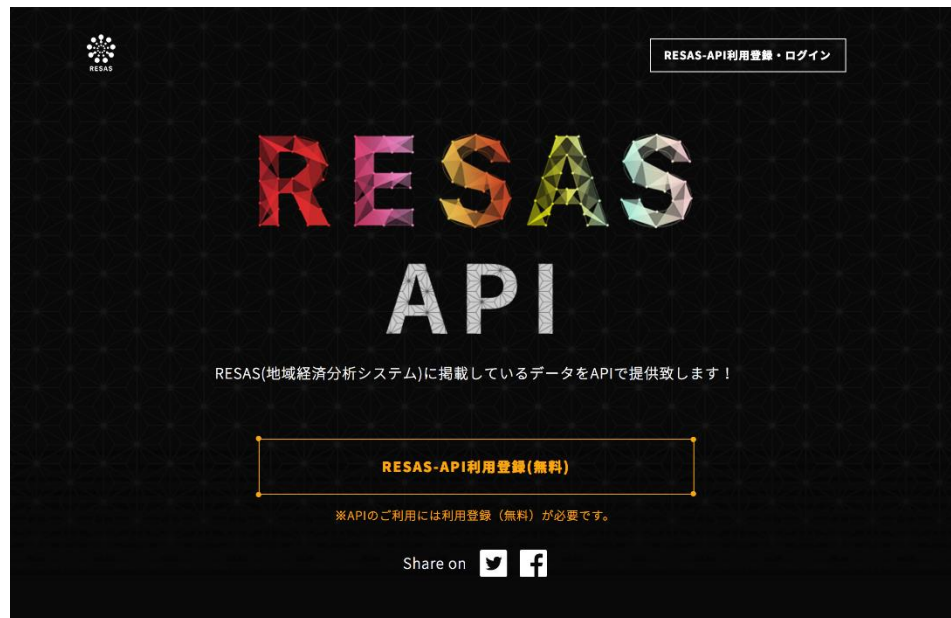 RESAS
RESAS-API利用登録・ログイン
RESAS
API
RESAS(地域経済分析システム)に掲載しているデータをAPIで提供致します！
RESAS-API利用登録(無料)
※APIのご利用には利用登録（無料）が必要です。
Share on